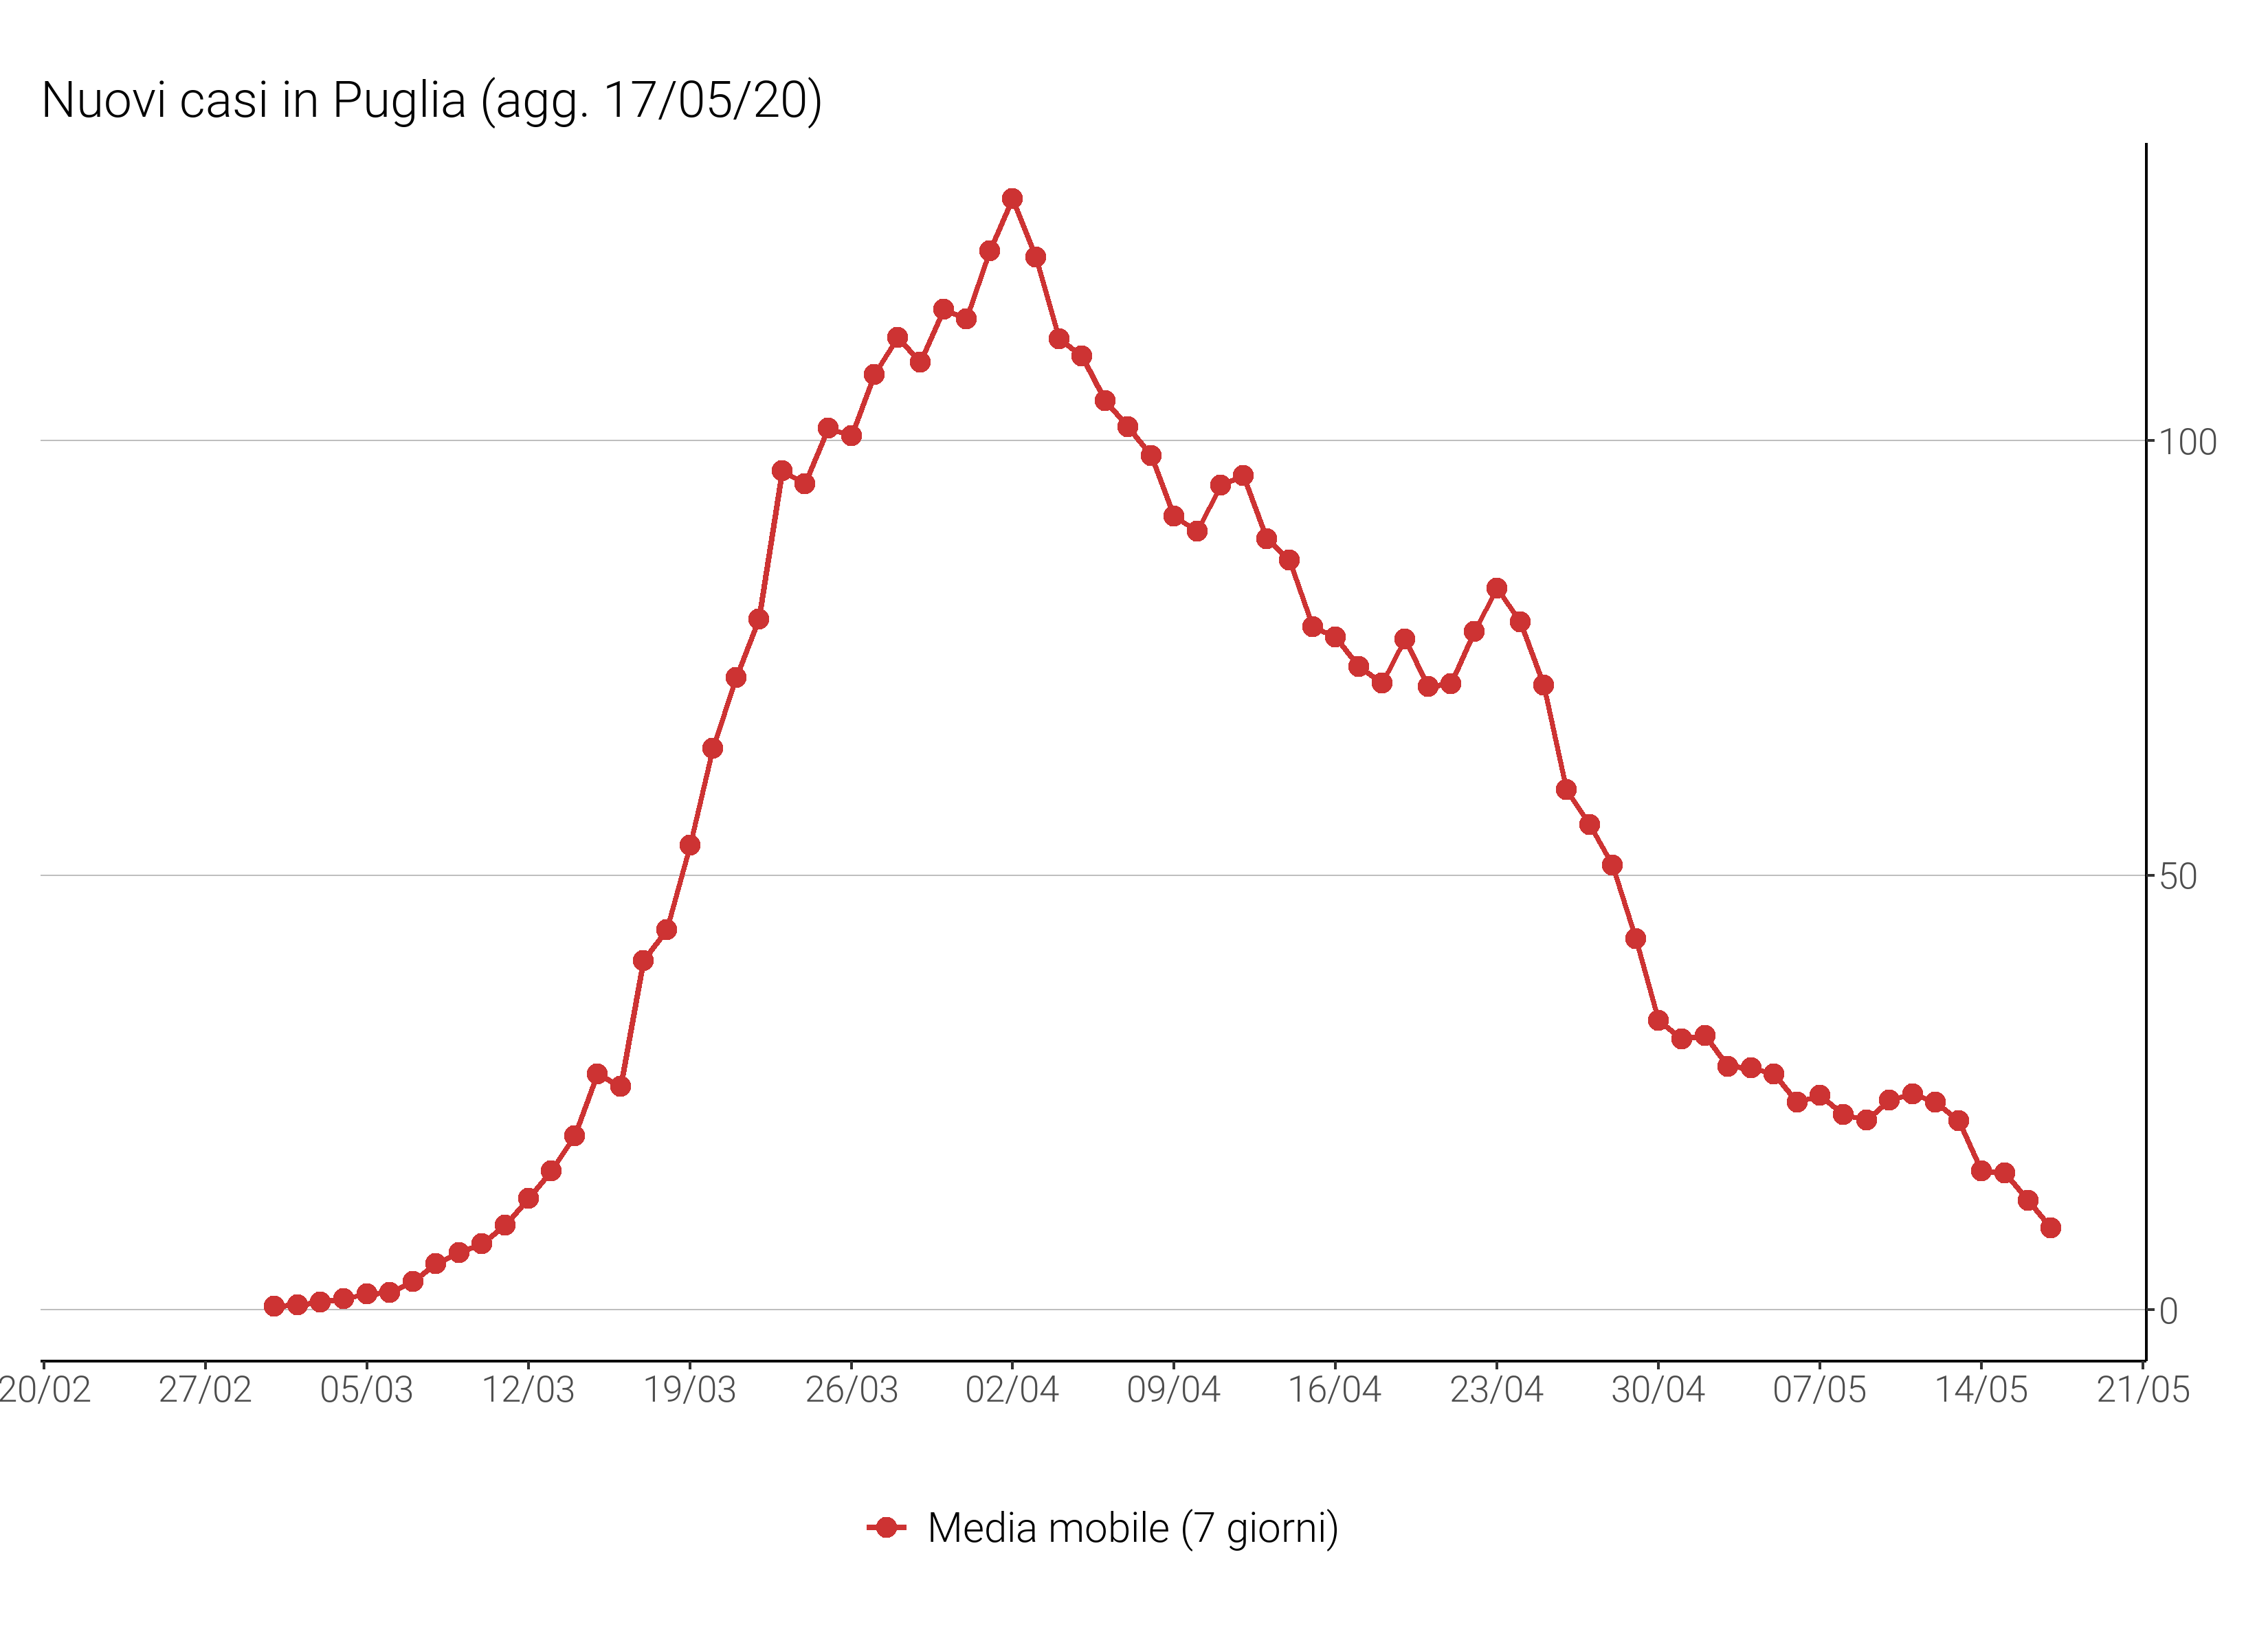 Nuovi casi in Puglia (agg. 17/05/20)
100
50
0
20/02 27/02 05/03 12/03 19/03 26/03 02/04 09/04 16/04 23/04 30/04 07/05 14/05 21/05
Media mobile (7 giorni)